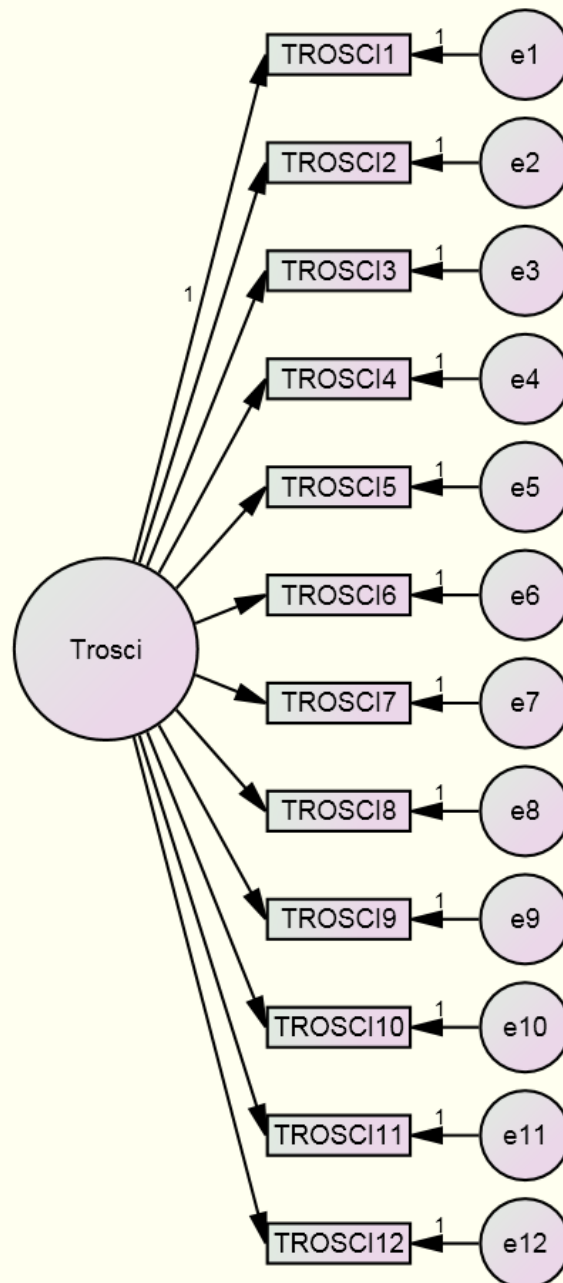 1
TROSCI1
1
e1
TROSCI2
1
e2
TROSCI3
1
e3
1
TROSCI4
1
e4
TROSCI5
1
e5
TROSCI6
1
e6
Trosci
TROSCI7
1
e7
TROSCI8
1
e8
TROSCI9
1
e9
TROSCI10
1
e10
TROSCI11
1
e11
TROSCI12
1
e12